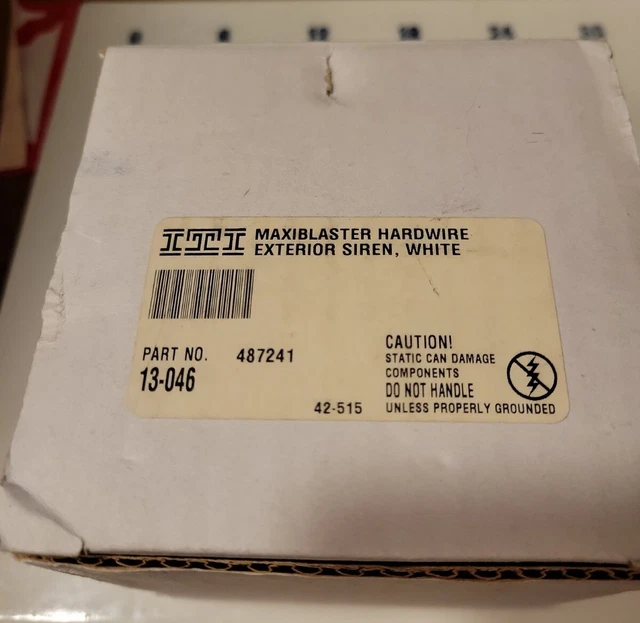 ITI MAXIBLASTER HARDWIRE
EXTERIOR SIREN, WHITE
PART NO. 487241
13-046
42-515
CAUTION!
STATIC CAN DAMAGE
COMPONENTS
DO NOT HANDLE
UNLESS PROPERLY GROUNDED